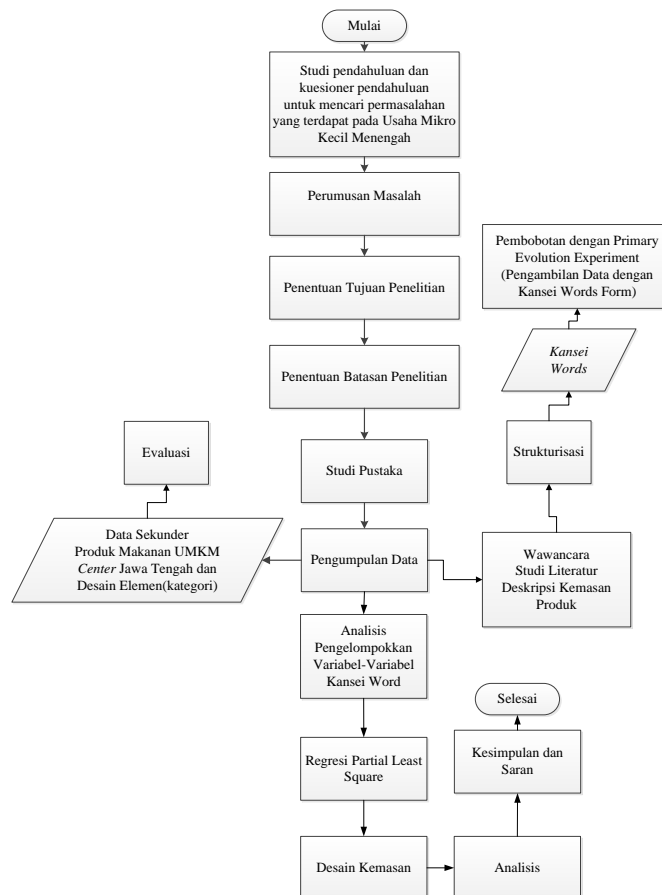 Mulai
Studi pendahuluan dan
kuesioner pendahuluan
untuk mencari permasalahan
yang terdapat pada Usaha Mikro
Kecil Menengah
Perumusan Masalah
Penentuan Tujuan Penelitian
Penentuan Batasan Penelitian
Studi Pustaka
Pengumpulan Data
Data Sekunder
Produk Makanan UMKM
Center Jawa Tengah dan
Desain Elemen(kategori)
Evaluasi
Wawancara
Studi Literatur
Deskripsi Kemasan
Produk
Strukturisasi
Kansei
Words
Pembobotan dengan Primary
Evolution Experiment
(Pengambilan Data dengan
Kansei Words Form)
Analisis
Pengelompokkan
Variabel-Variabel
Kansei Word
Regresi Partial Least
Square
Desain Kemasan
Analisis
Kesimpulan dan
Saran
Selesai